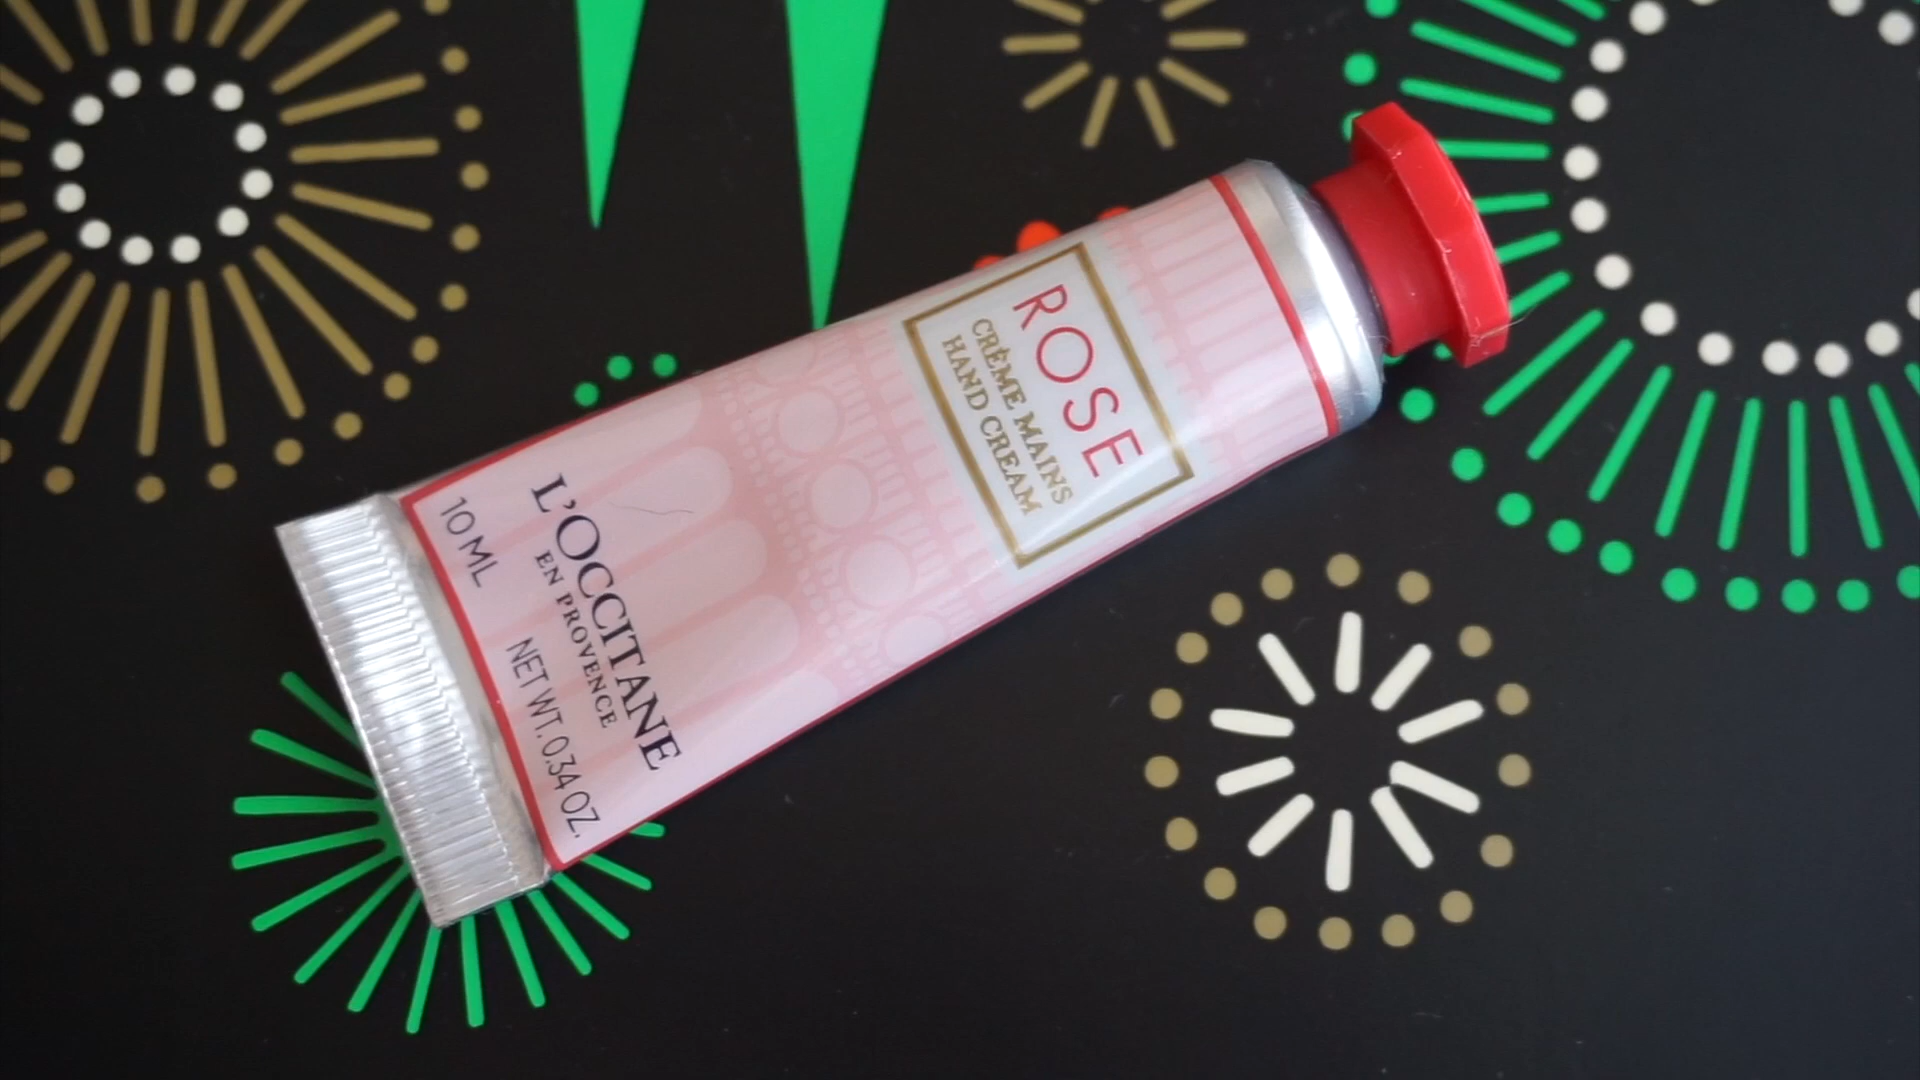 ROSE
CRÈME MAINS
HAND CREAM
L'OCCITANE
EN PROVENCE
10 ML NET WT. 0.34 OZ.